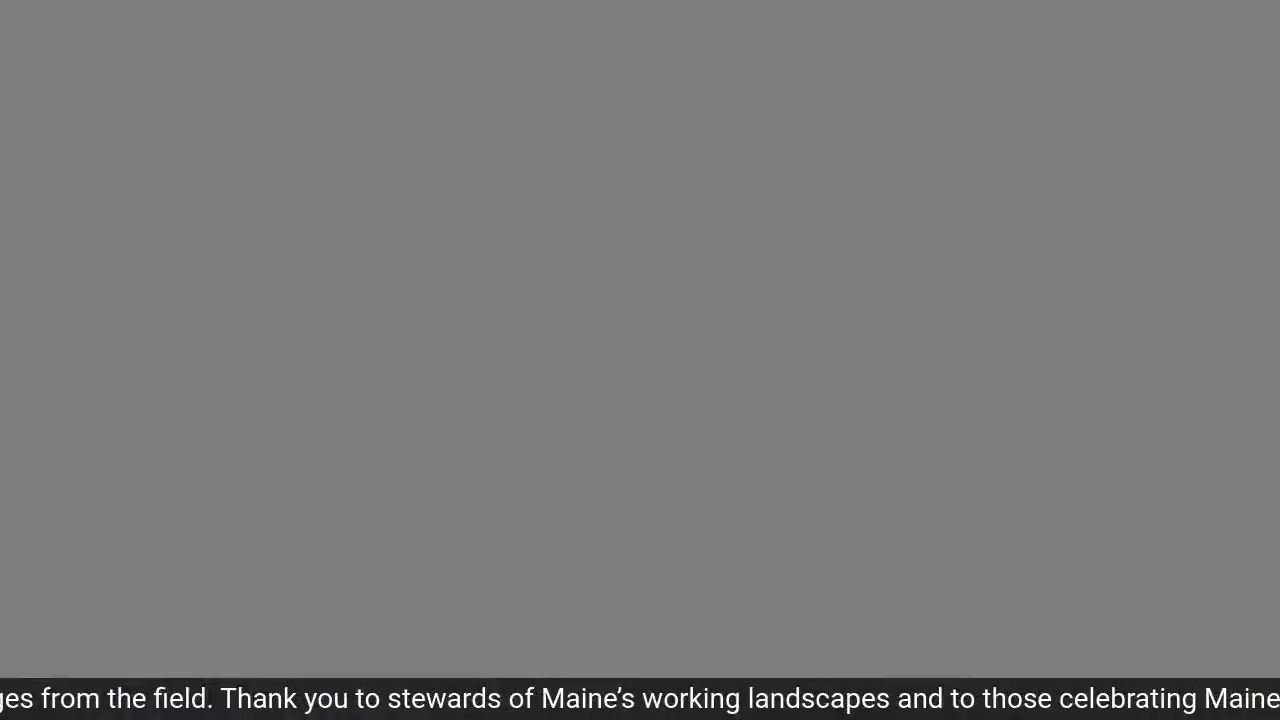 ges from the field. Thank you to stewards of Maine’s working landscapes and to those celebrating Maine